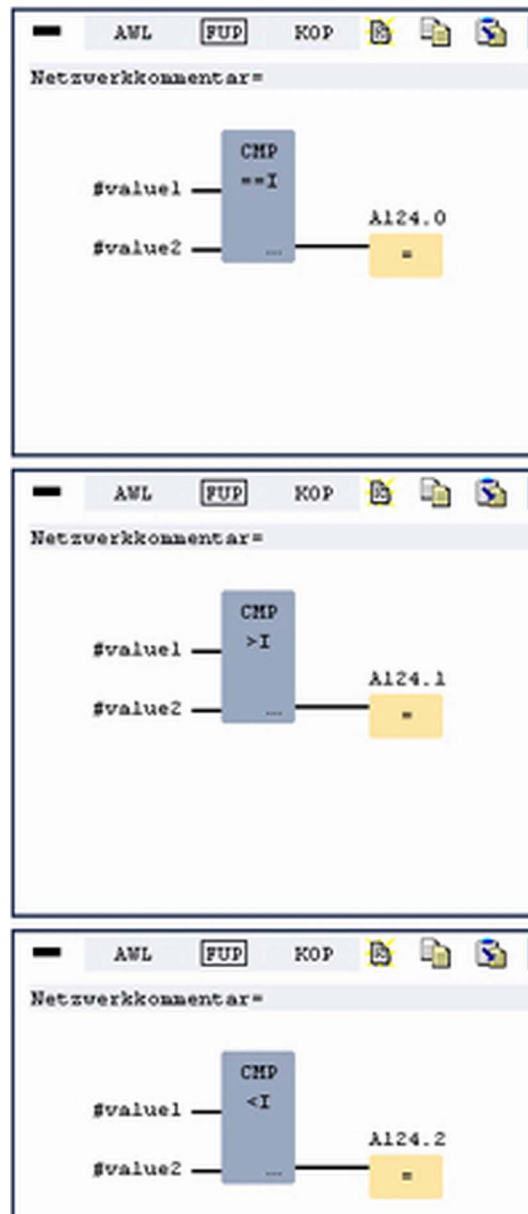 AWL FUP KOP
Netzwerkkommentar=
CMP
==I
#value1
A124.0
#value2 ...
=
AWL FUP KOP
Netzwerkkommentar=
CMP
>I
#value1
A124.1
#value2 ...
=
AWL FUP KOP
Netzwerkkommentar=
CMP
<I
#value1
A124.2
#value2 ...
=